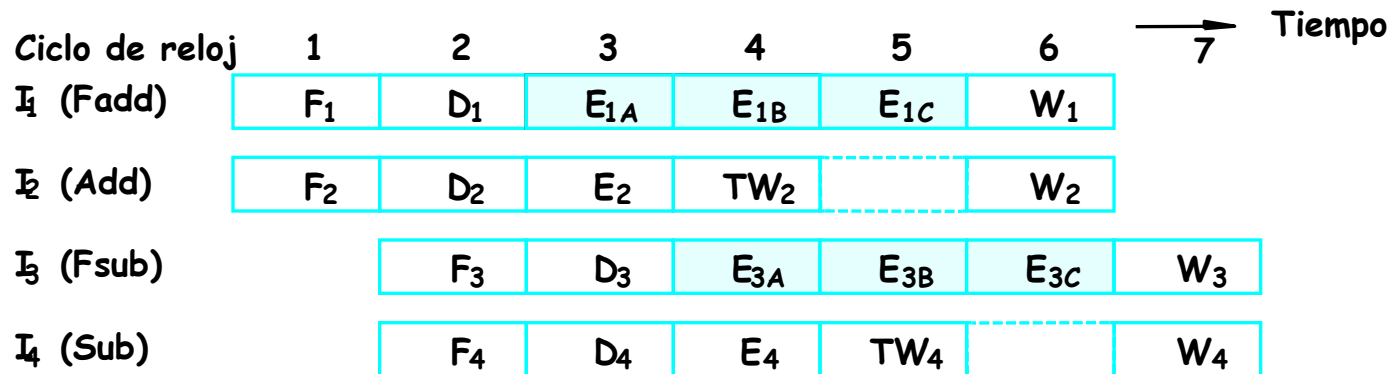 Tiempo
Ciclo de reloj 1 2 3 4 5 6 7
I1 (Fadd) F1 D1 E1A E1B E1C W1
I2 (Add) F2 D2 E2 TW2 W2
I3 (Fsub) F3 D3 E3A E3B E3C W3
I4 (Sub) F4 D4 E4 TW4 W4